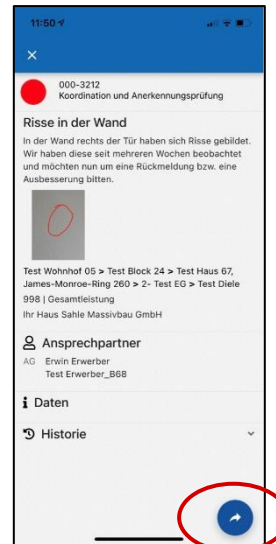 11:50
000-3212
Koordination und Anerkennungsprüfung
Risse in der Wand
In der Wand rechts der Tür haben sich Risse gebildet.
Wir haben diese seit mehreren Wochen beobachtet
und möchten nun um eine Rückmeldung bzw. eine
Ausbesserung bitten.
Test Wohnhof 05 > Test Block 24 > Test Haus 67,
James-Monroe-Ring 260 > 2- Test EG > Test Diele
998 | Gesamtleistung
Ihr Haus Sahle Massivbau GmbH
Ansprechpartner
AG Erwin Erwerber
Test Erwerber_B68
Daten
Historie